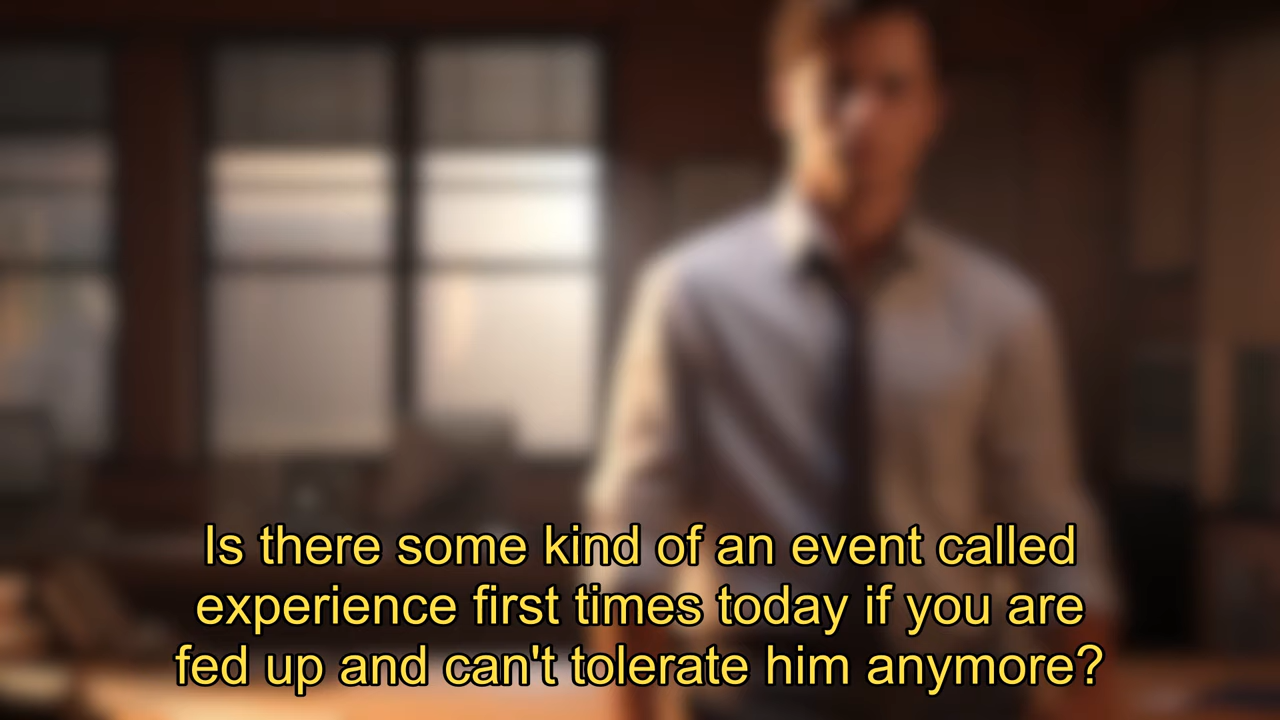 Is there some kind of an event called
experience first times today if you are
fed up and can't tolerate him anymore?